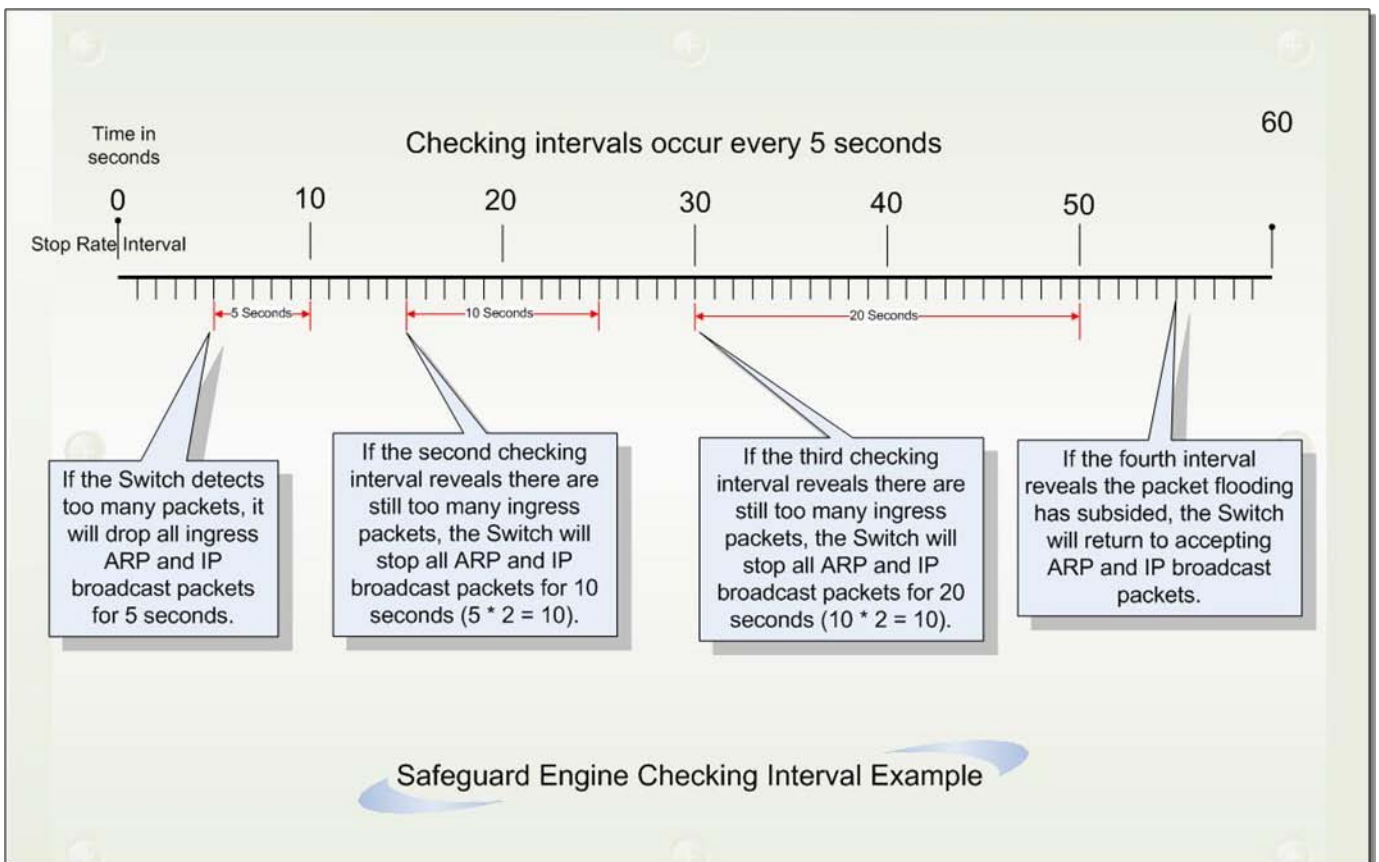 60
Time in
seconds
Checking intervals occur every 5 seconds
0
10
20
30
40
50
Stop Rate Interval
5 Seconds
10 Seconds
20 Seconds
If the Switch detects
too many packets, it
will drop all ingress
ARP and IP
broadcast packets
for 5 seconds.
If the second checking
interval reveals there are
still too many ingress
packets, the Switch will
stop all ARP and IP
broadcast packets for 10
seconds (5 * 2 = 10).
If the third checking
interval reveals there are
still too many ingress
packets, the Switch will
stop all ARP and IP
broadcast packets for 20
seconds (10 * 2 = 10).
If the fourth interval
reveals the packet flooding
has subsided, the Switch
will return to accepting
ARP and IP broadcast
packets.
Safeguard Engine Checking Interval Example